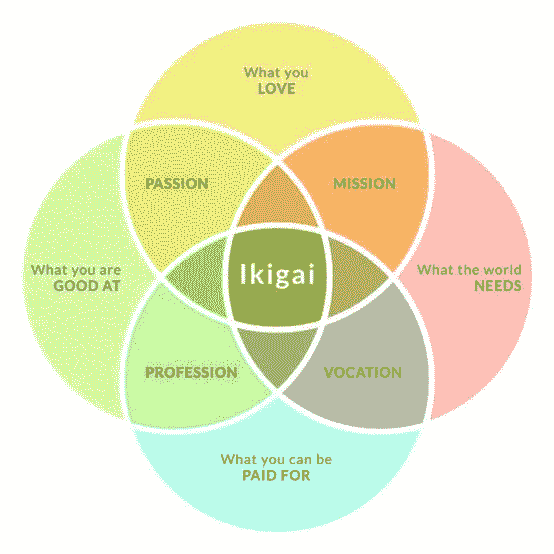 What you
LOVE
PASSION
MISSION
What you are
GOOD AT
Ikigai
What the world
NEEDS
PROFESSION
VOCATION
What you can be
PAID FOR